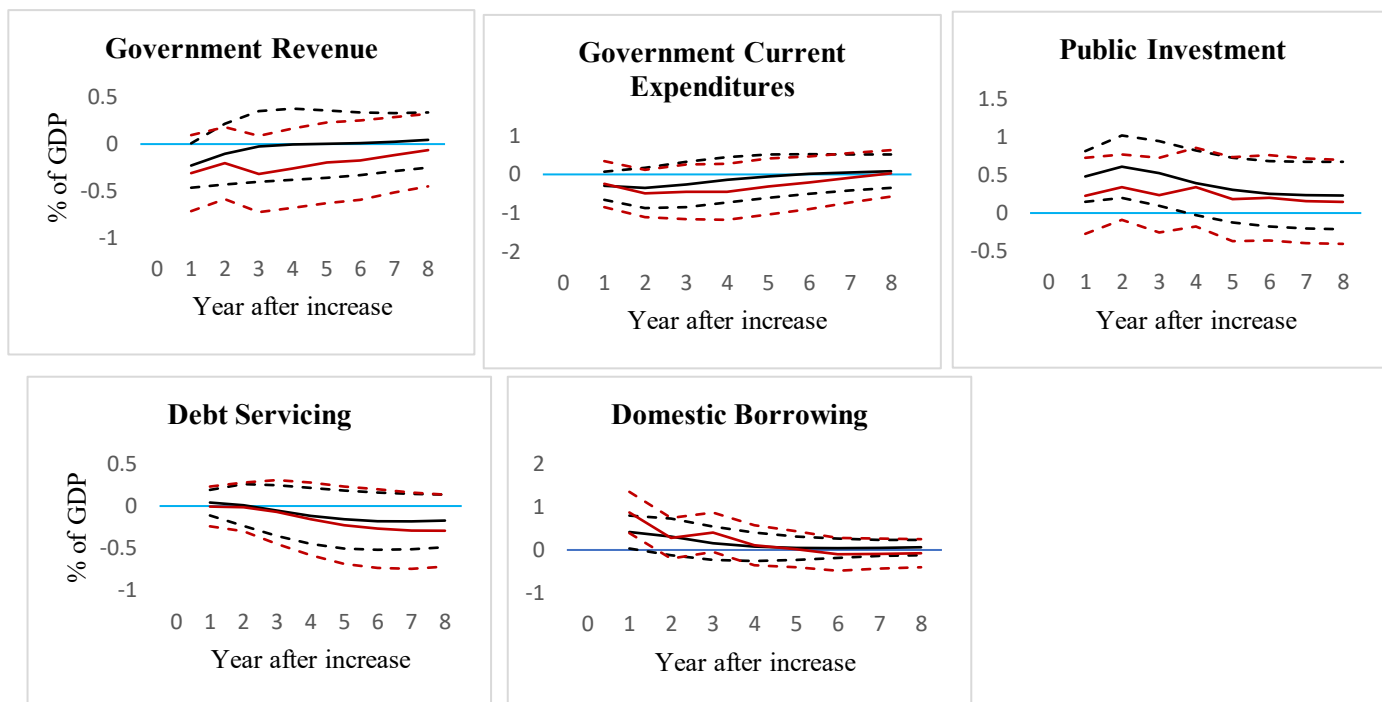 Government Revenue
% of GDP
0.5
0
-0.5
-1
0 1 2 3 4 5 6 7 8
Year after increase
Government Current
Expenditures
1
0
-1
-2
0 1 2 3 4 5 6 7 8
Year after increase
Public Investment
1.5
1
0.5
0
-0.5
0 1 2 3 4 5 6 7 8
Year after increase
Debt Servicing
% of GDP
0.5
0
-0.5
-1
0 1 2 3 4 5 6 7 8
Year after increase
Domestic Borrowing
2
1
0
-1
0 1 2 3 4 5 6 7 8
Year after increase